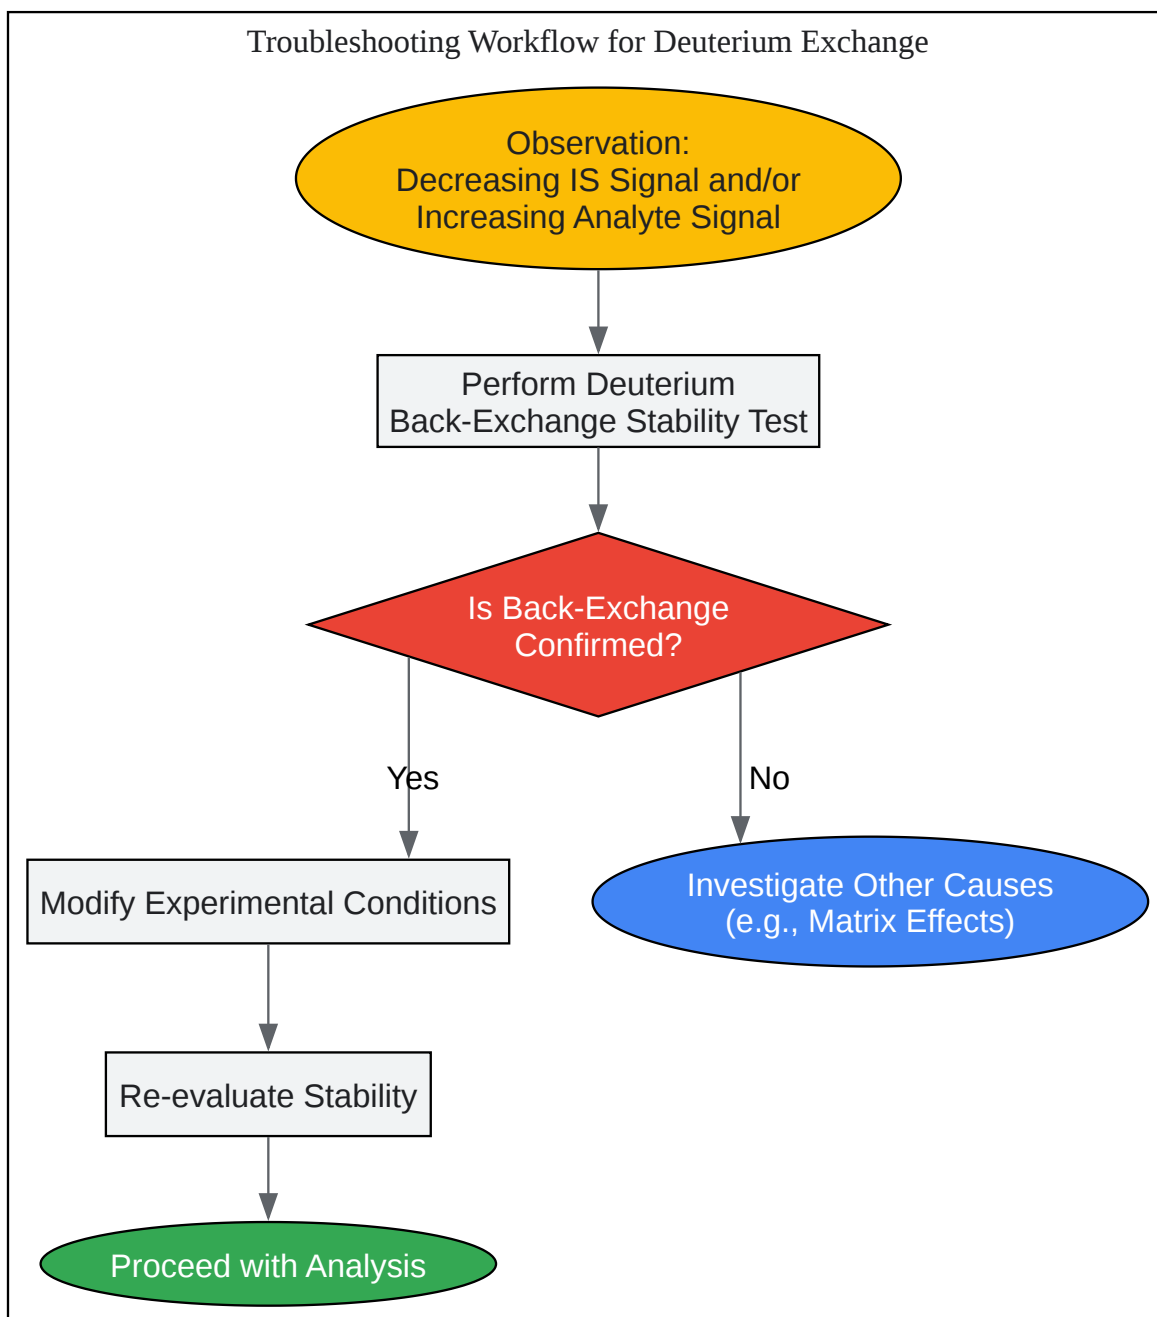 Troubleshooting Workflow for Deuterium Exchange
Observation:
Decreasing IS Signal and/or
Increasing Analyte Signal
Perform Deuterium
Back-Exchange Stability Test
Is Back-Exchange
Confirmed?
Yes
No
Modify Experimental Conditions
Investigate Other Causes
(e.g., Matrix Effects)
Re-evaluate Stability
Proceed with Analysis